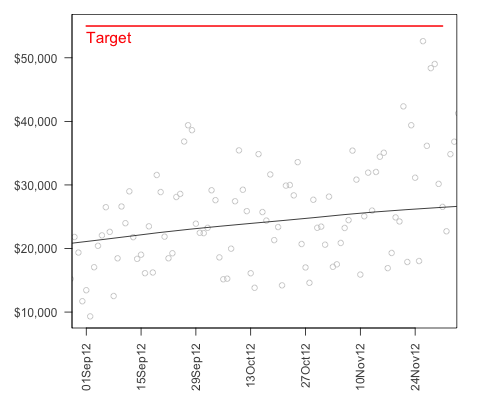 Target
$50,000
$40,000
$30,000
$20,000
$10,000
01Sep12
15Sep12
29Sep12
13Oct12
27Oct12
10Nov12
24Nov12